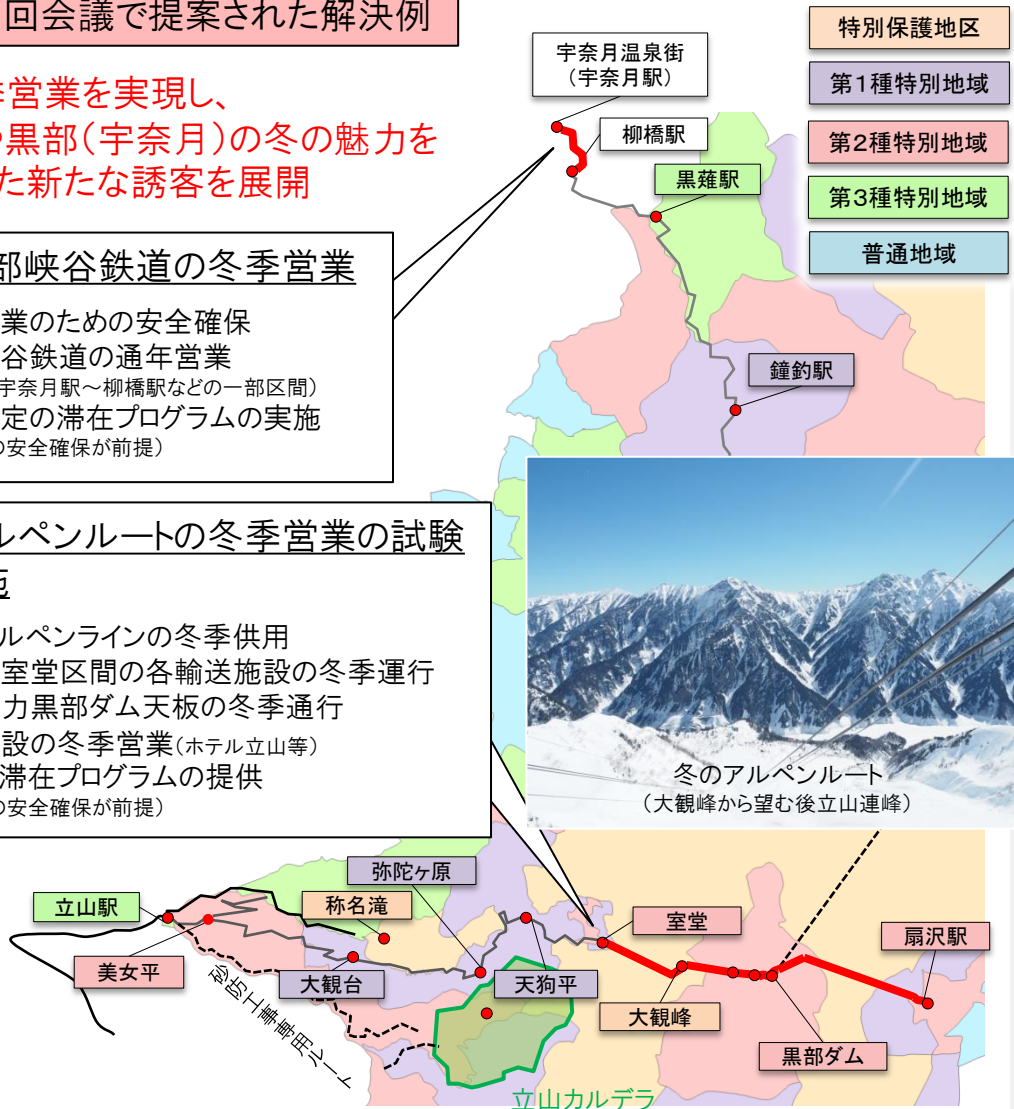 回会議で提案された解決例
営業を実現し、
黒部（宇奈月）の冬の魅力を
た新たな誘客を展開
部峡谷鉄道の冬季営業
業のための安全確保
谷鉄道の通年営業
宇奈月駅～柳橋駅などの一部区間）
定の滞在プログラムの実施
の安全確保が前提）
ルペンルートの冬季営業の試験
ルペンラインの冬季供用
室堂区間の各輸送施設の冬季運行
力黒部ダム天板の冬季通行
設の冬季営業（ホテル立山等）
滞在プログラムの提供
の安全確保が前提）
特別保護地区
第1種特別地域
第2種特別地域
第3種特別地域
普通地域
宇奈月温泉街
（宇奈月駅）
柳橋駅
黒薙駅
鐘釣駅
冬のアルペンルート
（大観峰から望む後立山連峰）
立山駅
美女平
称名滝
大観台
弥陀ヶ原
天狗平
室堂
大観峰
黒部ダム
扇沢駅
砂防工事専用ルート
立山カルデラ